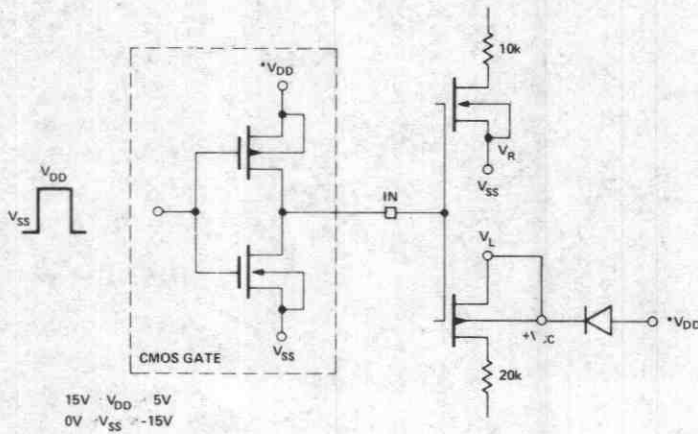 10k
*VDD
VDD
VSS
VR
VSS
IN
VL
VSS
*VDD
CMOS GATE
20k
15V VDD 5V
0V VSS -15V